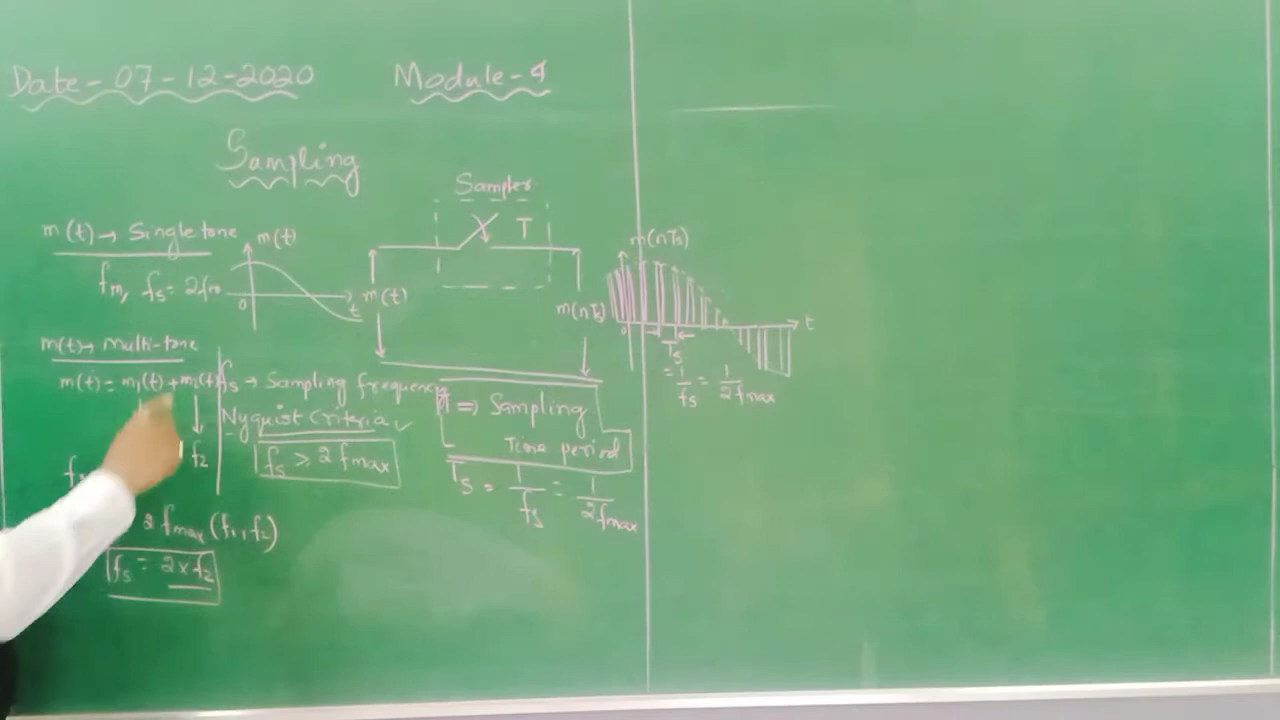 Date - 07-12-2020
Module - 4
Sampling
m(t) → Single tone
fm, fs = 2fm
m(t)
0
t
Sampler
T
m(t)
m(nTs)
m(nTs)
0
t
Ts
= 1/fs = 1/2fmax
m(t) → Multi-tone
m(t) = m1(t) + m2(t)
f2
2 fmax (f1, f2)
fs = 2 x f2
fs → Sampling frequency
Nyquist Criteria ✓
fs ≥ 2 fmax
⇒ Sampling
Time period
Ts = 1/fs = 1/2fmax